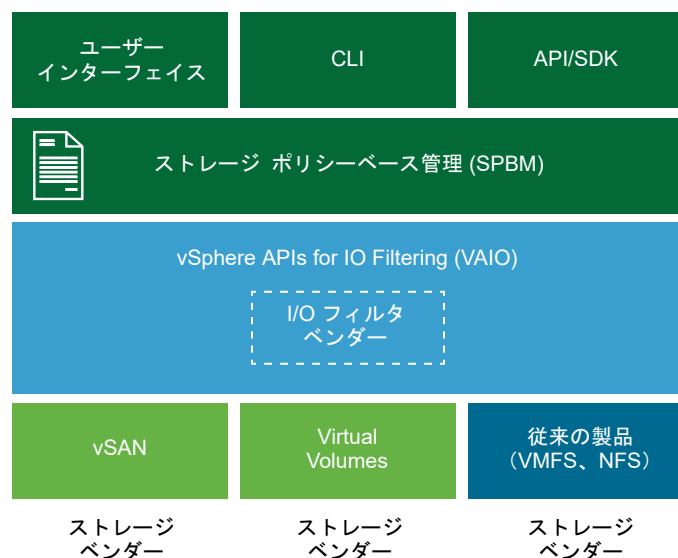 ユーザー
インターフェイス
CLI
API/SDK
ストレージ ポリシーベース管理 (SPBM)
vSphere APIs for IO Filtering (VAIO)
I/O フィルタ
ベンダー
vSAN
Virtual
Volumes
従来の製品
（VMFS、NFS）
ストレージ
ベンダー
ストレージ
ベンダー
ストレージ
ベンダー